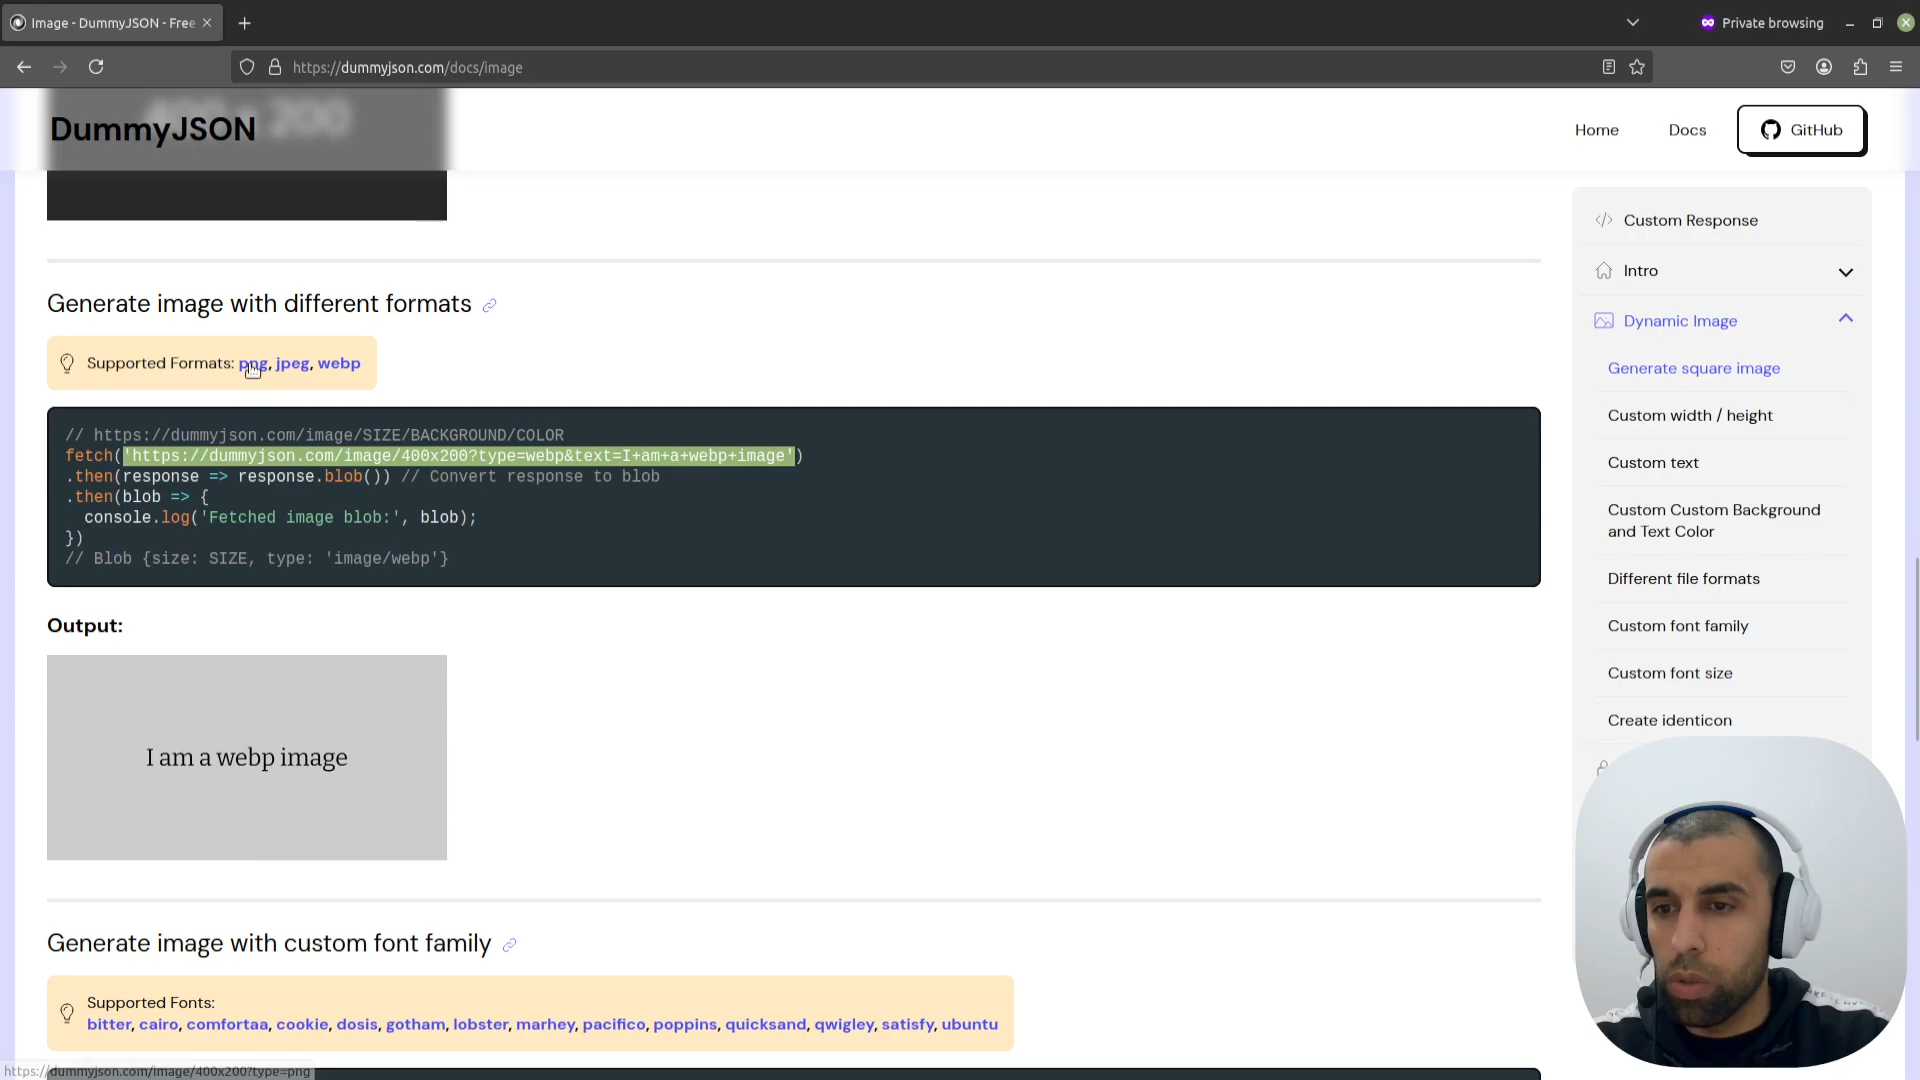 Image - DummyJSON - Free
Private browsing
https://dummyjson.com/docs/image
400 x 200
DummyJSON
Home
Docs
GitHub
Custom Response
Intro
Dynamic Image
Generate square image
Custom width / height
Custom text
Custom Custom Background
and Text Color
Different file formats
Custom font family
Custom font size
Create identicon
Generate image with different formats
Supported Formats: png, jpeg, webp
// https://dummyjson.com/image/SIZE/BACKGROUND/COLOR
fetch('https://dummyjson.com/image/400x200?type=webp&text=I+am+a+webp+image')
.then(response => response.blob()) // Convert response to blob
.then(blob => {
console.log('Fetched image blob:', blob);
})
// Blob {size: SIZE, type: 'image/webp'}
Output:
I am a webp image
Generate image with custom font family
Supported Fonts:
bitter, cairo, comfortaa, cookie, dosis, gotham, lobster, marhey, pacifico, poppins, quicksand, qwigley, satisfy, ubuntu
https://dummyjson.com/image/400x200?type=png